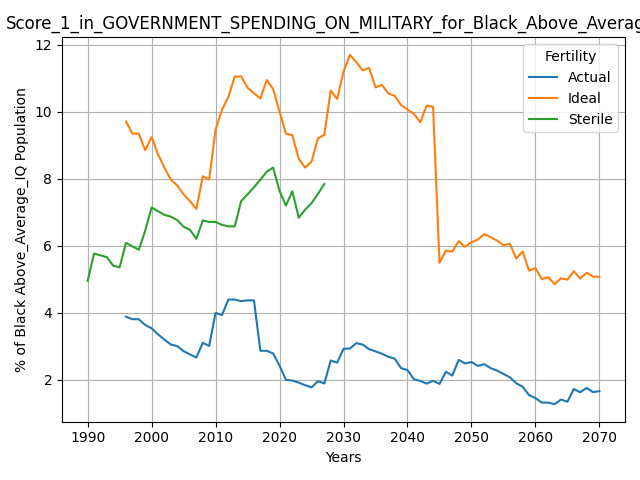 Score_1_in_GOVERNMENT_SPENDING_ON_MILITARY_for_Black_Above_Averag
12
10
8
6
4
2
% of Black Above_Average_IQ Population
Fertility
Actual
Ideal
Sterile
1990 2000 2010 2020 2030 2040 2050 2060 2070
Years